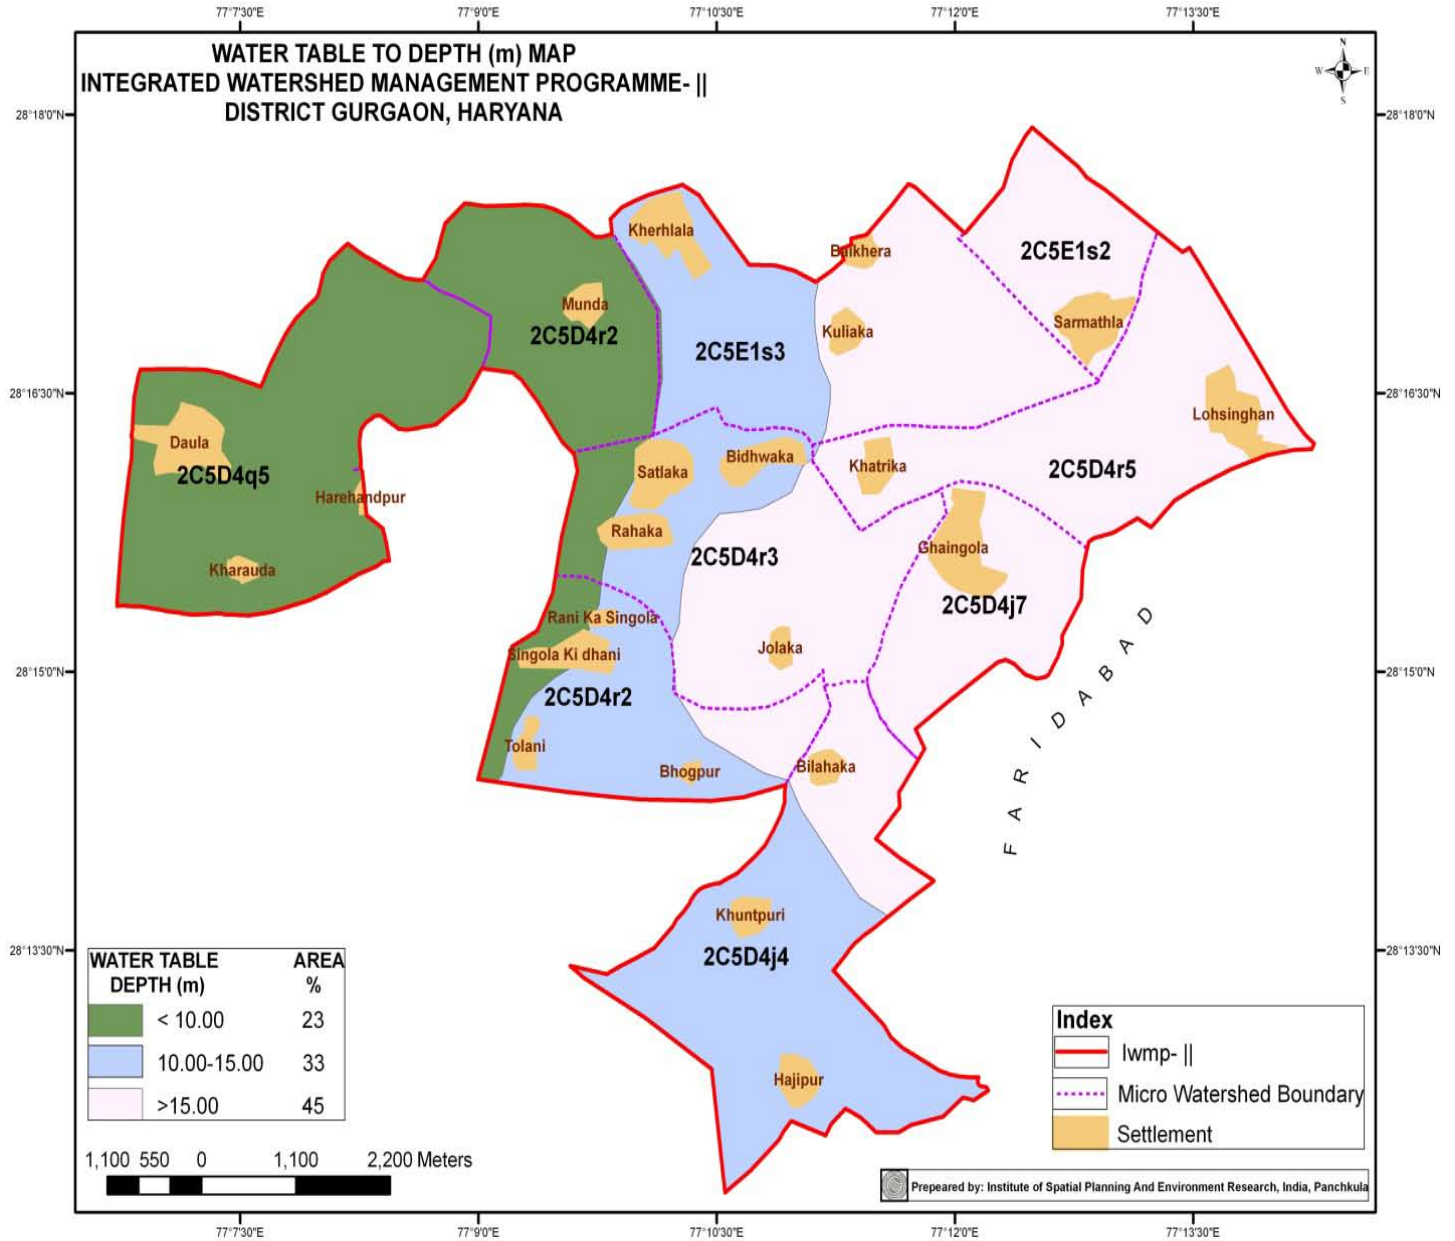 77°7'30"E 77°9'0"E 77°10'30"E 77°12'0"E 77°13'30"E
WATER TABLE TO DEPTH (m) MAP
INTEGRATED WATERSHED MANAGEMENT PROGRAMME- ||
DISTRICT GURGAON, HARYANA
N
W E
S
28°18'0"N 28°18'0"N
Kherhlala
Baikhera
2C5E1s2
Munda
2C5D4r2
Kuliaka
Sarmathla
2C5E1s3
28°16'30"N 28°16'30"N
Lohsinghan
Daula
2C5D4q5
Satlaka
Bidhwaka
Khatrika
2C5D4r5
Harehandpur
Rahaka
Ghaingola
2C5D4r3
Kharauda
2C5D4j7
Rani Ka Singola
Singola Ki dhani
Jolaka
FARIDABAD
28°15'0"N 28°15'0"N
2C5D4r2
Tolani
Bhogpur
Bilahaka
Khuntpuri
2C5D4j4
28°13'30"N 28°13'30"N
Hajipur
WATER TABLE AREA
DEPTH (m) %
< 10.00 23
10.00-15.00 33
>15.00 45
1,100 550 0 1,100 2,200 Meters
Index
Iwmp- ||
Micro Watershed Boundary
Settlement
Prepeared by: Institute of Spatial Planning And Environment Research, India, Panchkula
77°7'30"E 77°9'0"E 77°10'30"E 77°12'0"E 77°13'30"E